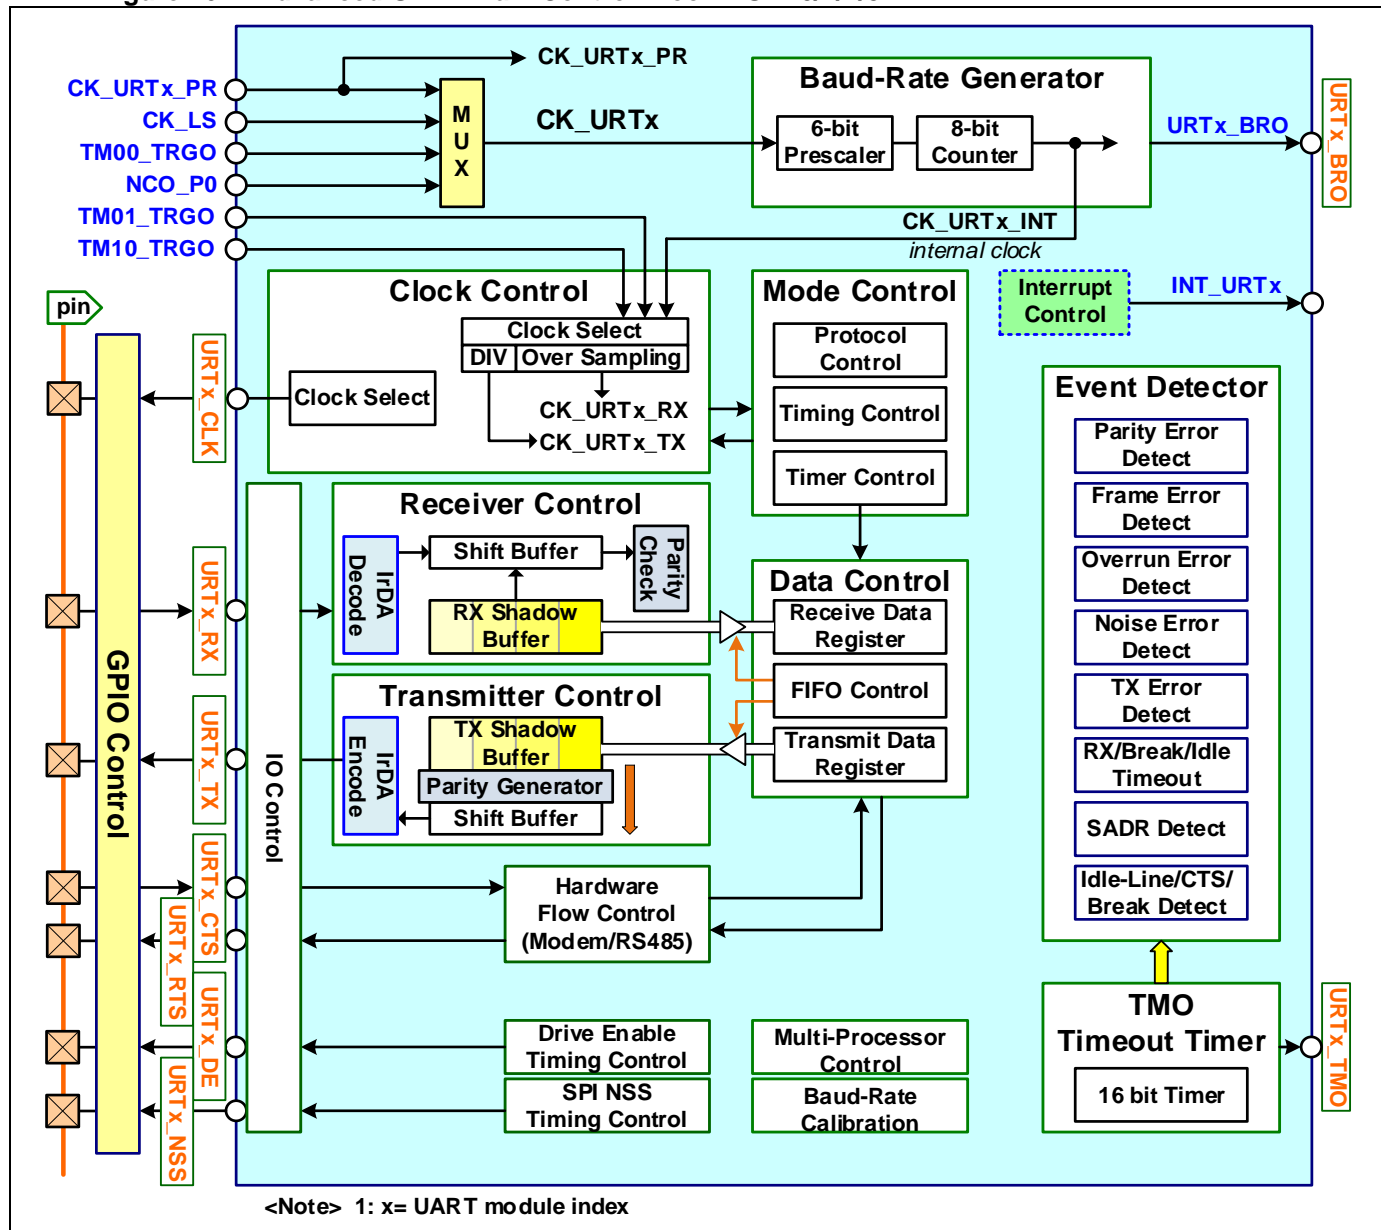 CK_URTx_PR
CK_URTx_PR
CK_LS
TM00_TRGO
NCO_P0
TM01_TRGO
TM10_TRGO
MUX
CK_URTx
Baud-Rate Generator
6-bit
Prescaler
8-bit
Counter
URTx_BRO
URTx_BRO
CK_URTx_INT
internal clock
Interrupt
Control
INT_URTx
pin
GPIO Control
URTx_CLK
URTx_RX
URTx_TX
URTx_CTS
URTx_RTS
URTx_DE
URTx_NSS
Clock Control
Clock Select
DIV
Over Sampling
Clock Select
CK_URTx_RX
CK_URTx_TX
Mode Control
Protocol
Control
Timing Control
Timer Control
IO Control
Receiver Control
IrDA
Decode
Shift Buffer
Parity
Check
RX Shadow
Buffer
Data Control
Receive Data
Register
FIFO Control
Transmit Data
Register
Transmitter Control
IrDA
Encode
TX Shadow
Buffer
Parity Generator
Shift Buffer
Hardware
Flow Control
(Modem/RS485)
Drive Enable
Timing Control
SPI NSS
Timing Control
Multi-Processor
Control
Baud-Rate
Calibration
Event Detector
Parity Error
Detect
Frame Error
Detect
Overrun Error
Detect
Noise Error
Detect
TX Error
Detect
RX/Break/Idle
Timeout
SADR Detect
Idle-Line/CTS/
Break Detect
TMO
Timeout Timer
16 bit Timer
URTx_TMO
<Note> 1: x= UART module index